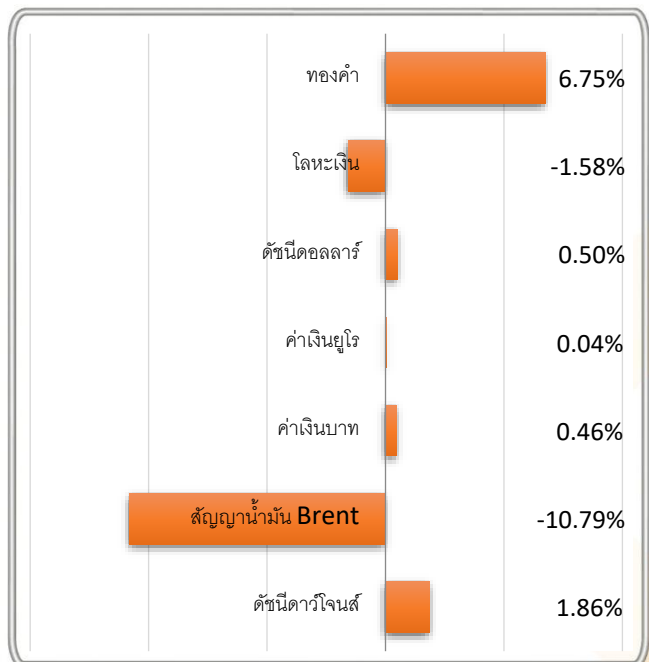 ทองคำ 6.75%
โลหะเงิน -1.58%
ดัชนีดอลลาร์ 0.50%
ค่าเงินยูโร 0.04%
ค่าเงินบาท 0.46%
สัญญาน้ำมัน Brent -10.79%
ดัชนีดาวโจนส์ 1.86%